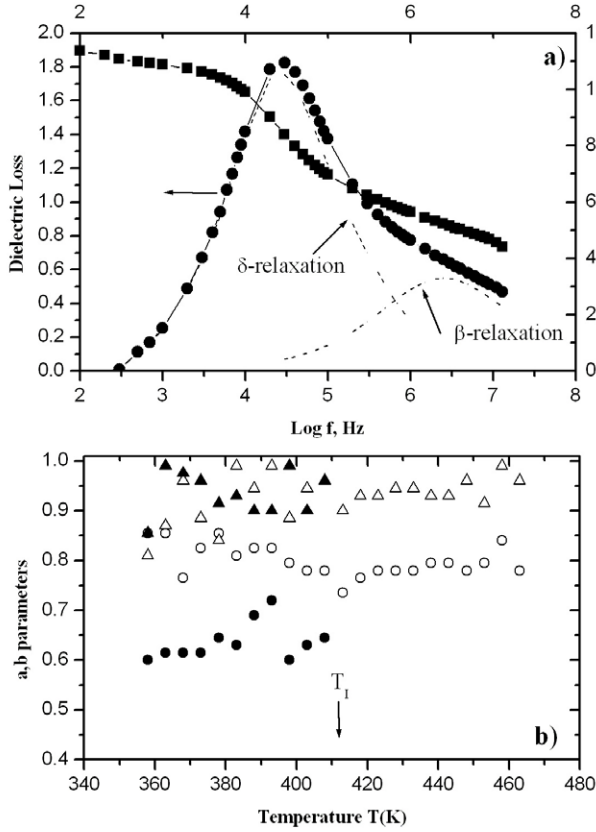 2 4 6 8
a)
2.0 1
1.8
1.6 1
1.4
1.2 8
1.0
0.8 6
0.6
0.4 3
0.2 2
0.0 0
Dielectric Loss
δ-relaxation
β-relaxation
2 3 4 5 6 7 8
Log f, Hz
1.0
0.9
0.8
0.7
0.6
0.5
0.4
a,b parameters
T₁
b)
340 360 380 400 420 440 460 480
Temperature T(K)